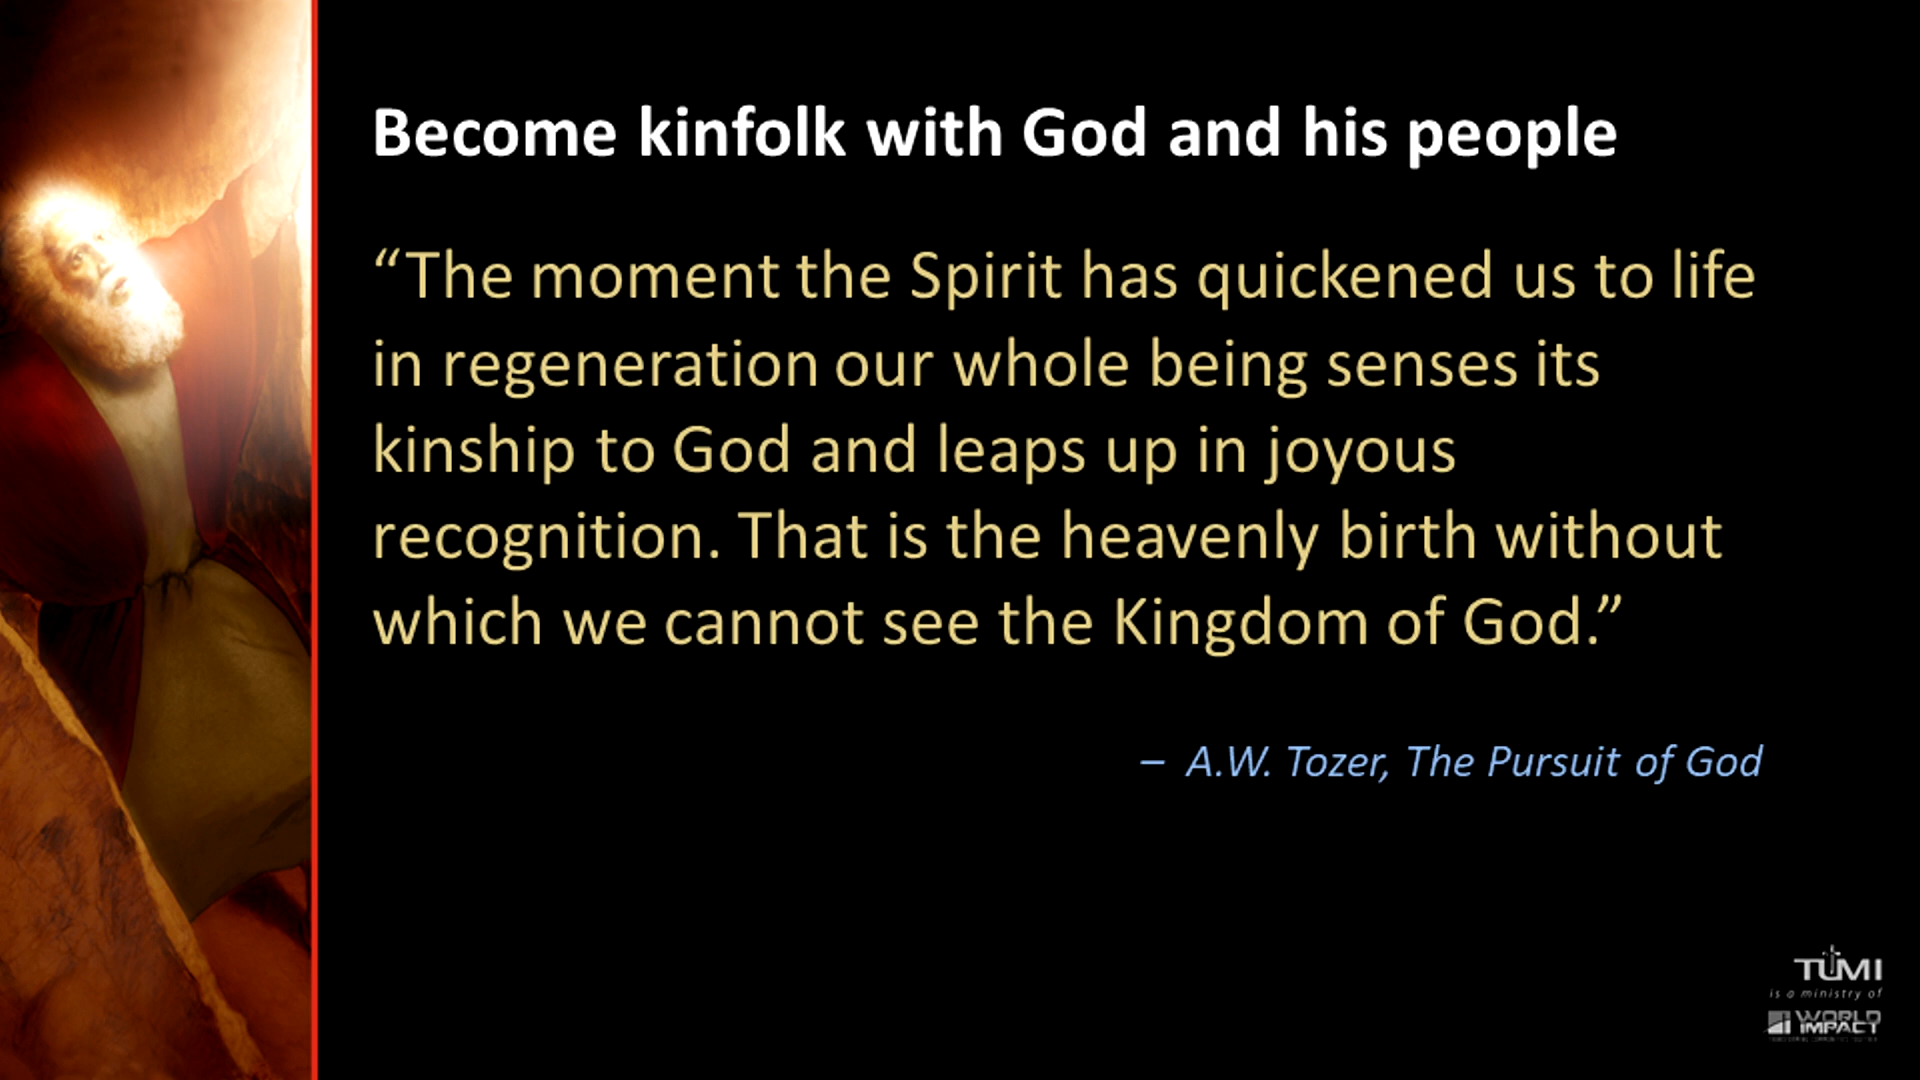 Become kinfolk with God and his people
“The moment the Spirit has quickened us to life
in regeneration our whole being senses its
kinship to God and leaps up in joyous
recognition. That is the heavenly birth without
which we cannot see the Kingdom of God.”
– A.W. Tozer, The Pursuit of God
TUMI
is a ministry of
WORLD
IMPACT